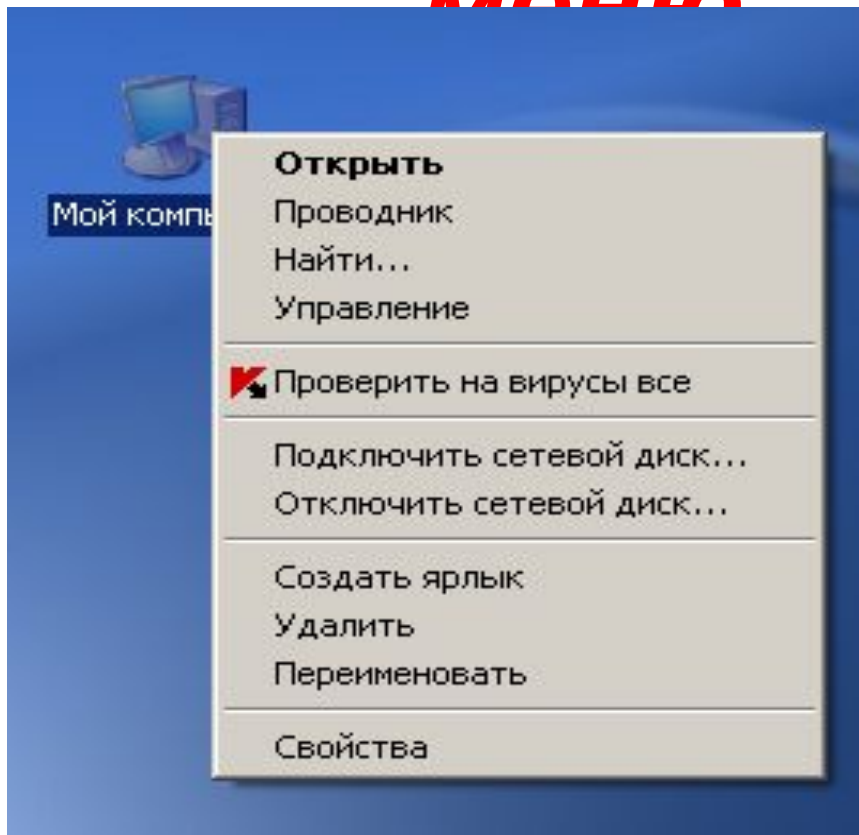 Мой компь
Открыть
Проводник
Найти...
Управление
Проверить на вирусы все
Подключить сетевой диск...
Отключить сетевой диск...
Создать ярлык
Удалить
Переименовать
Свойства